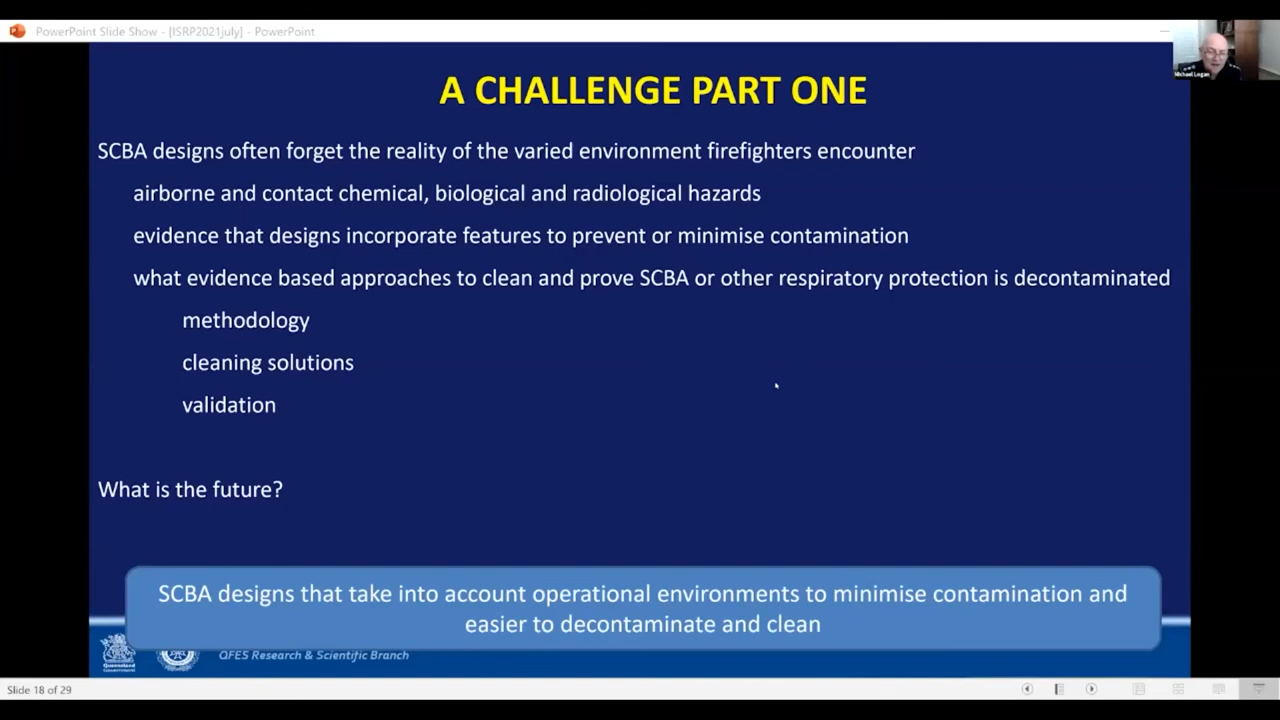 PowerPoint Slide Show - [ISRP2021july] - PowerPoint
Michael Logan
A CHALLENGE PART ONE
SCBA designs often forget the reality of the varied environment firefighters encounter
airborne and contact chemical, biological and radiological hazards
evidence that designs incorporate features to prevent or minimise contamination
what evidence based approaches to clean and prove SCBA or other respiratory protection is decontaminated
methodology
cleaning solutions
validation
What is the future?
SCBA designs that take into account operational environments to minimise contamination and
easier to decontaminate and clean
Queensland
Government
QFES Research & Scientific Branch
Slide 18 of 29